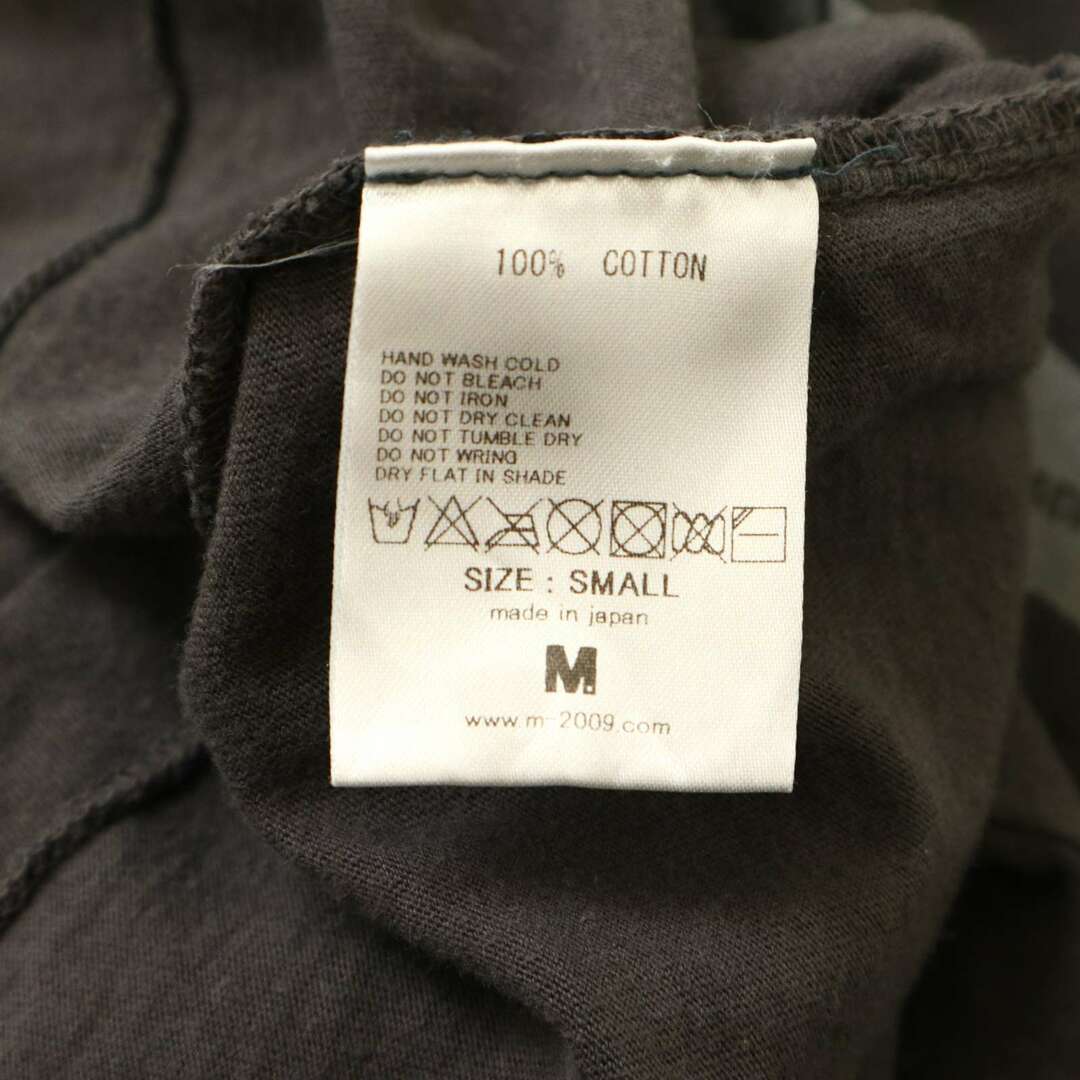 100% COTTON
HAND WASH COLD
DO NOT BLEACH
DO NOT IRON
DO NOT DRY CLEAN
DO NOT TUMBLE DRY
DO NOT WRING
DRY FLAT IN SHADE
SIZE : SMALL
made in japan
M.
www.m-2009.com